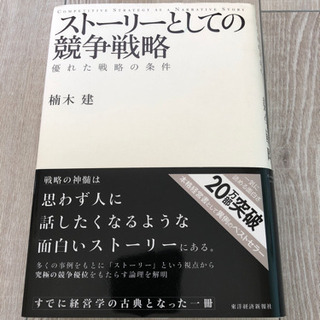 COMPETITIVE STRATEGY AS A NARRATIVE STORY
ストーリーとしての
競争戦略
優れた戦略の条件
楠木 建
戦略の神髄は
思わず人に
話したくなるような
面白いストーリーにある。
多くの事例をもとに「ストーリー」という視点から
究極の競争優位をもたらす論理を解明
20万部突破
すでに経営学の古典となった一冊
東洋経済新報社